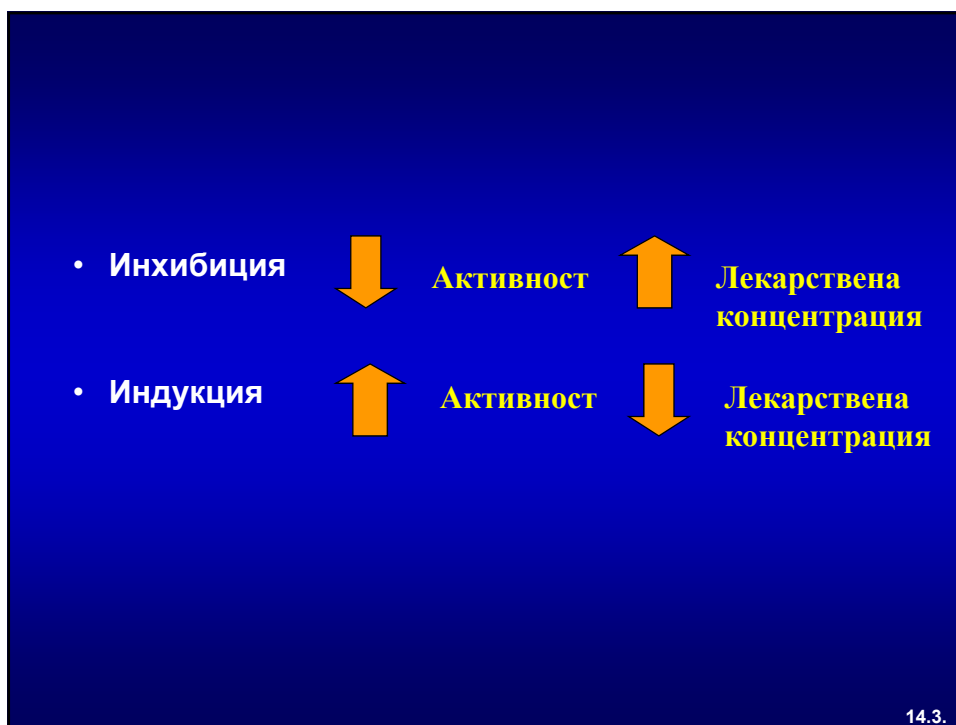 • Инхибиция
Активност
Лекарствена
концентрация
• Индукция
Активност
Лекарствена
концентрация
14.3.